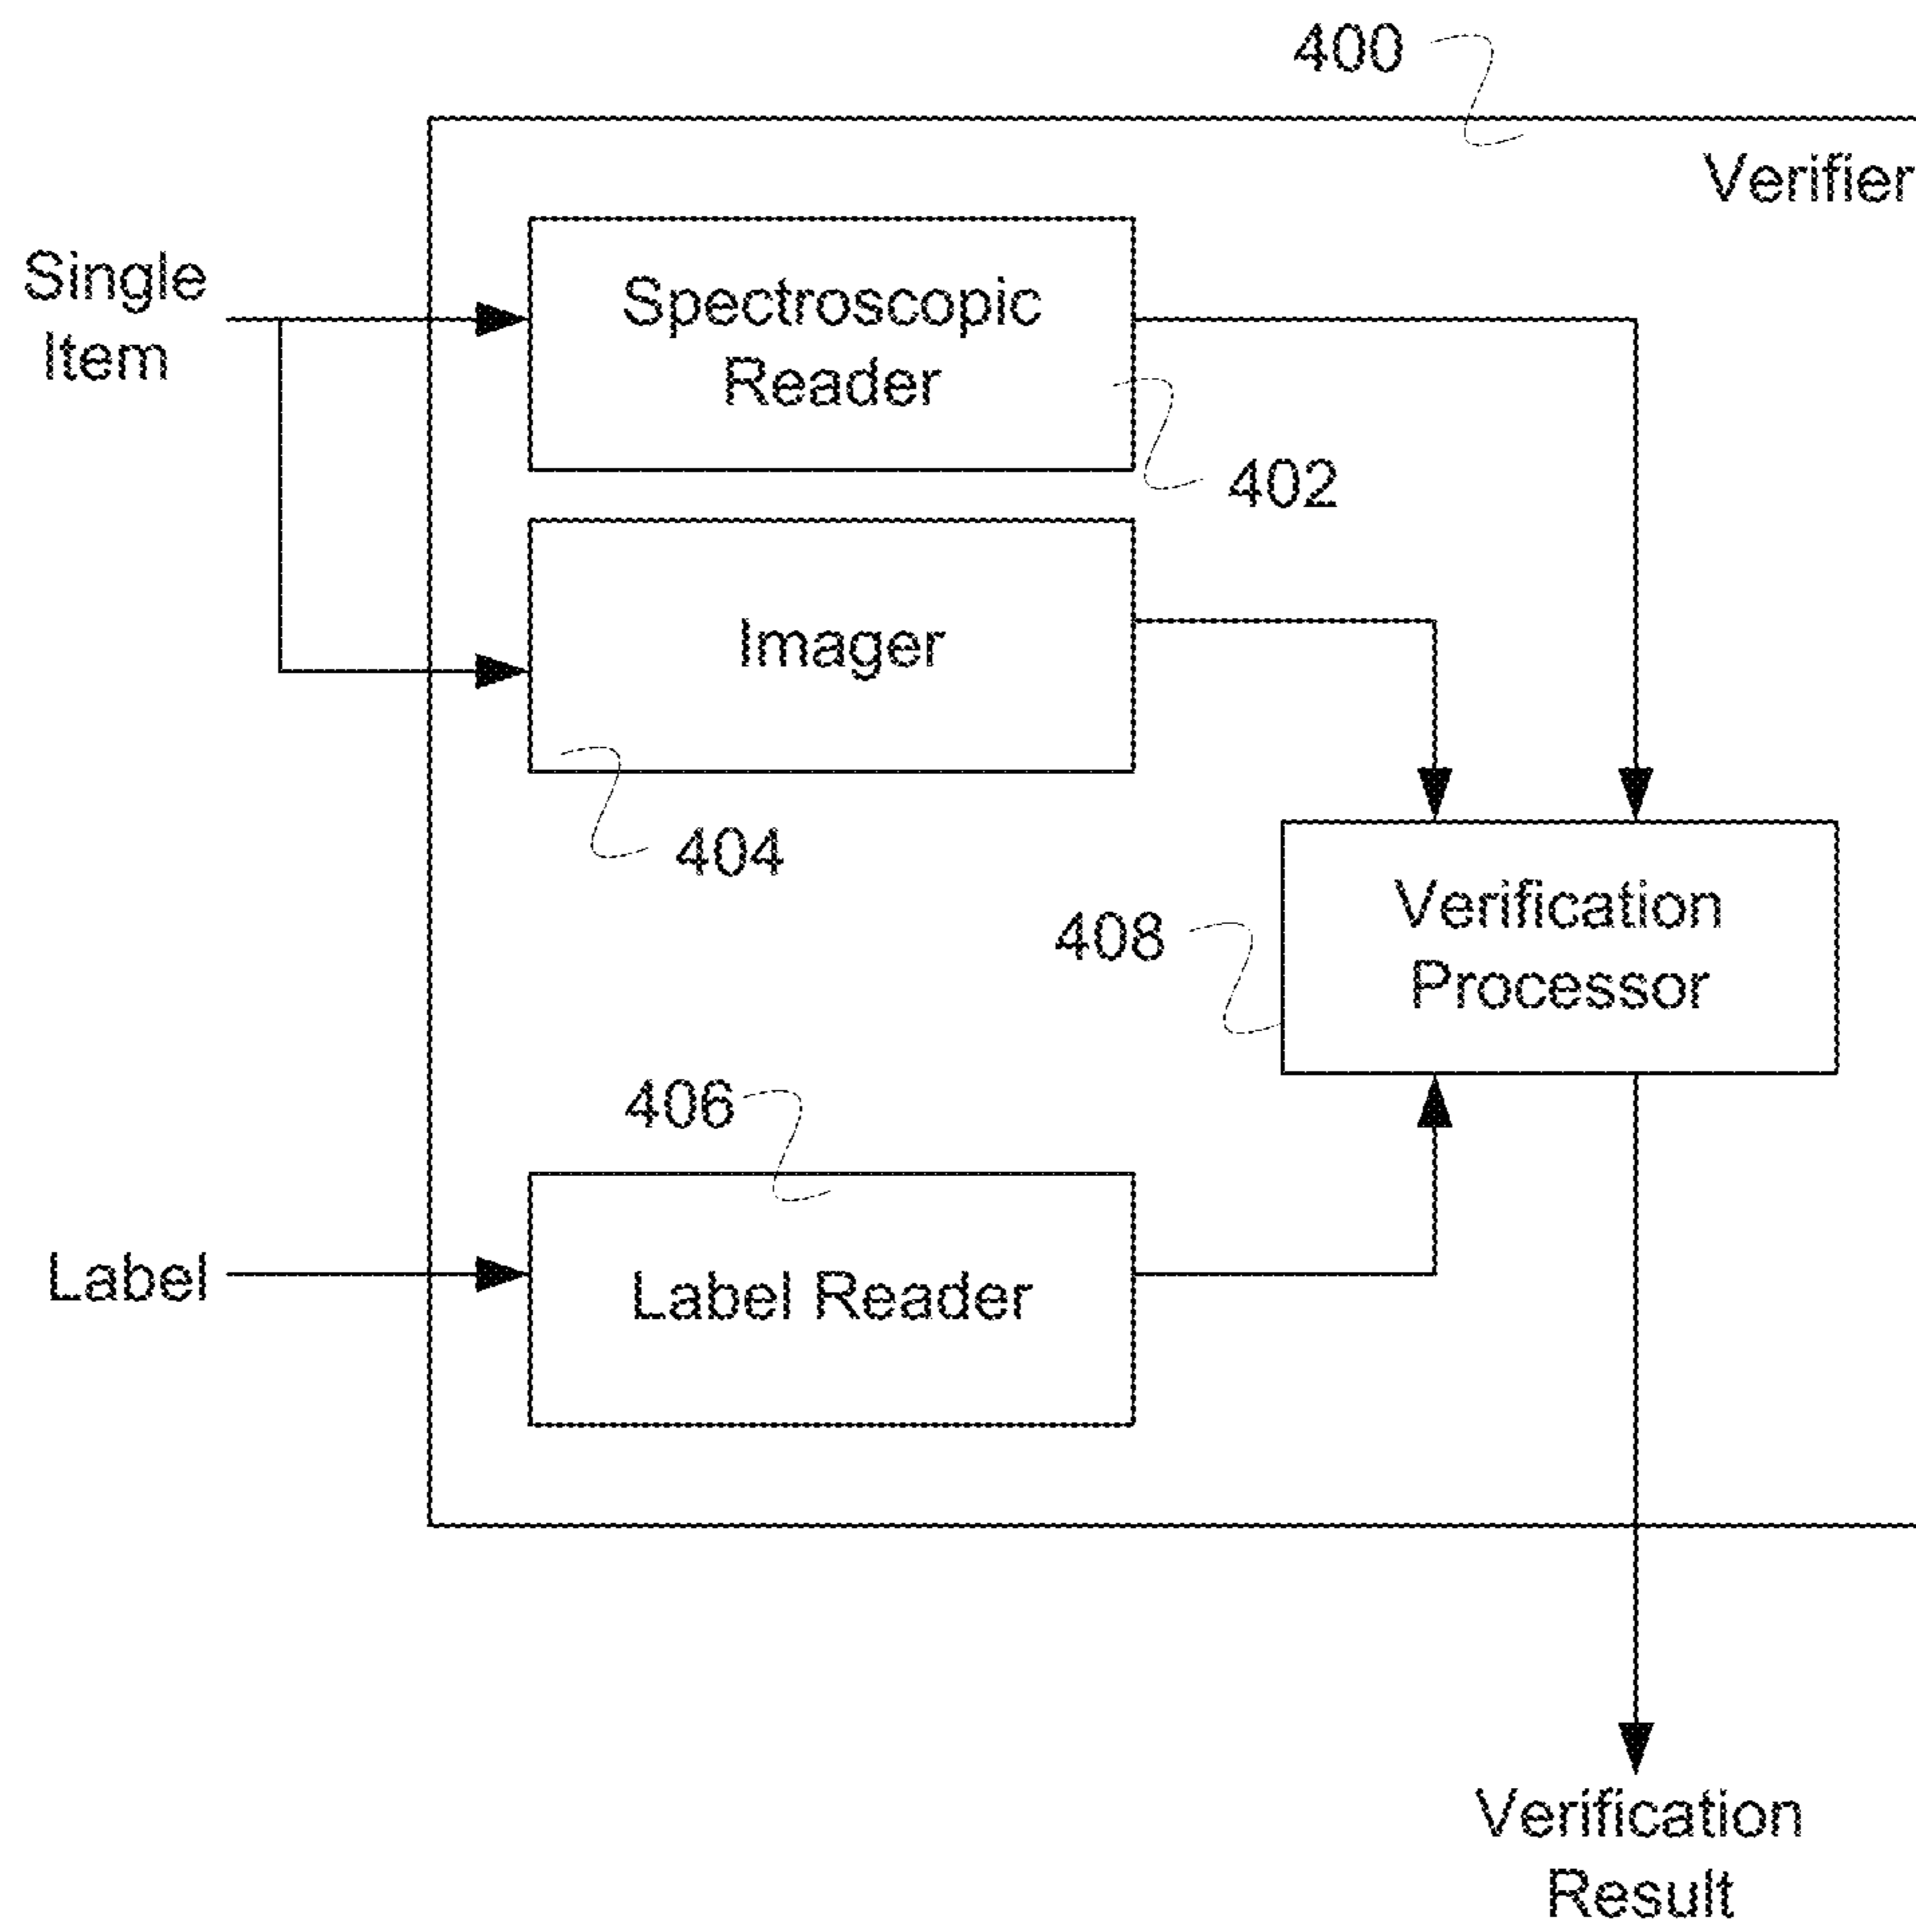 400
Verifier
Single
Item
Spectroscopic
Reader
402
Imager
404
Verification
Processor
408
406
Label
Label Reader
Verification
Result